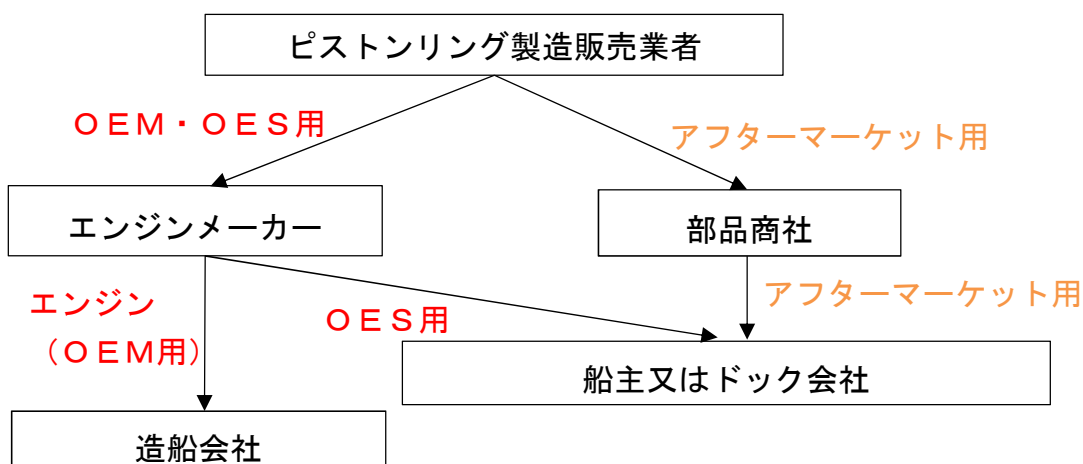 ピストンリング製造販売業者
OEM・OES用
アフターマーケット用
エンジンメーカー
部品商社
エンジン
(OEM用)
OES用
アフターマーケット用
船主又はドック会社
造船会社